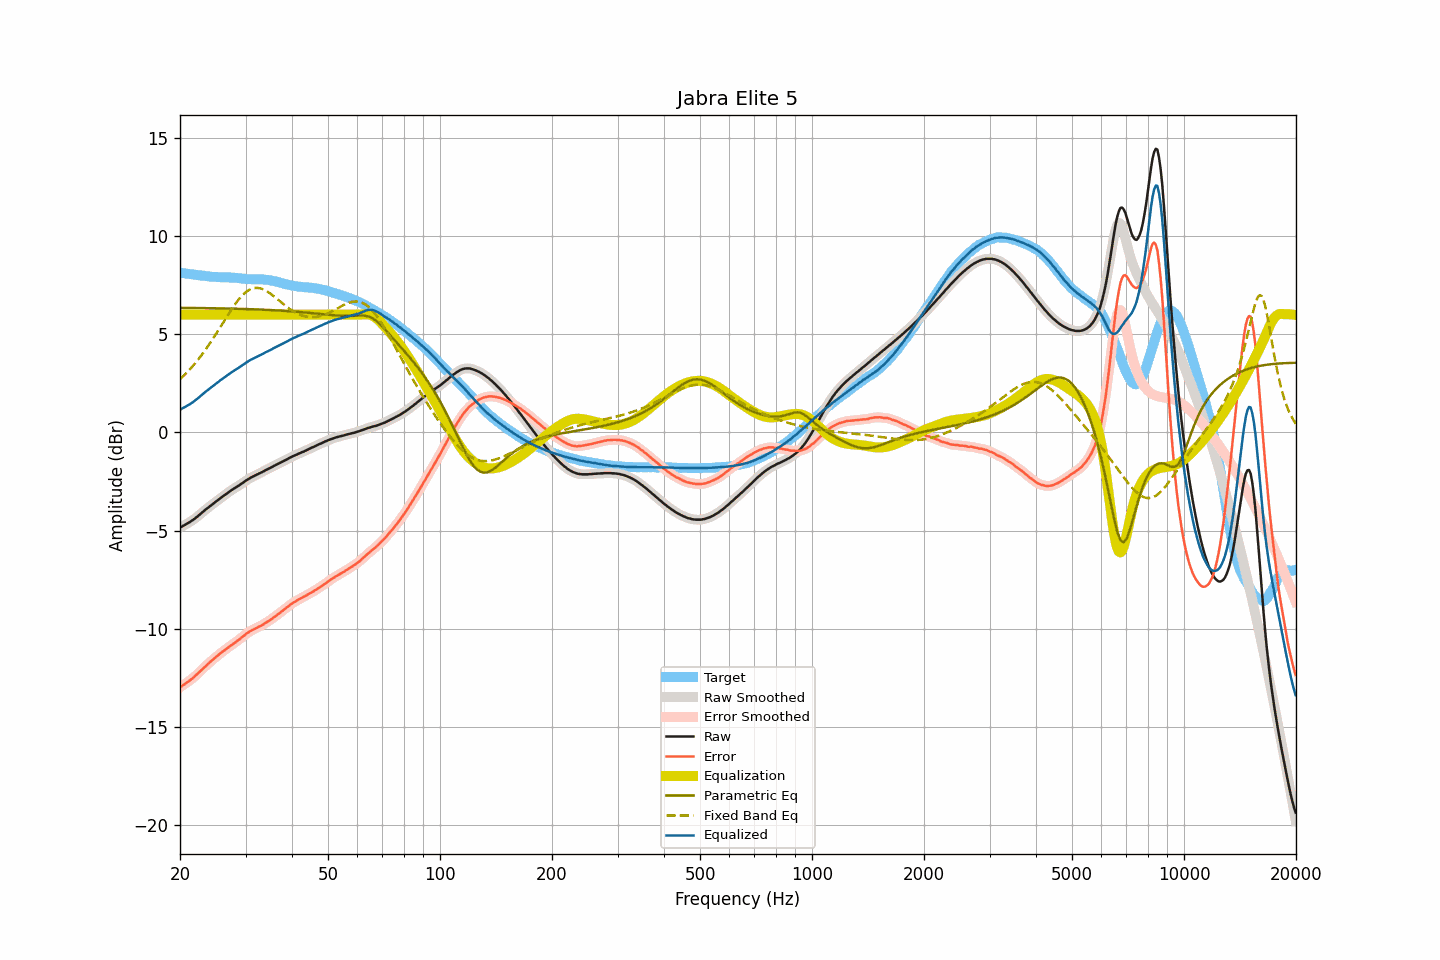 Jabra Elite 5
15
10
5
0
−5
−10
−15
−20
Amplitude (dBr)
20
50
100
200
500
1000
2000
5000
10000
20000
Frequency (Hz)
Target
Raw Smoothed
Error Smoothed
Raw
Error
Equalization
Parametric Eq
Fixed Band Eq
Equalized